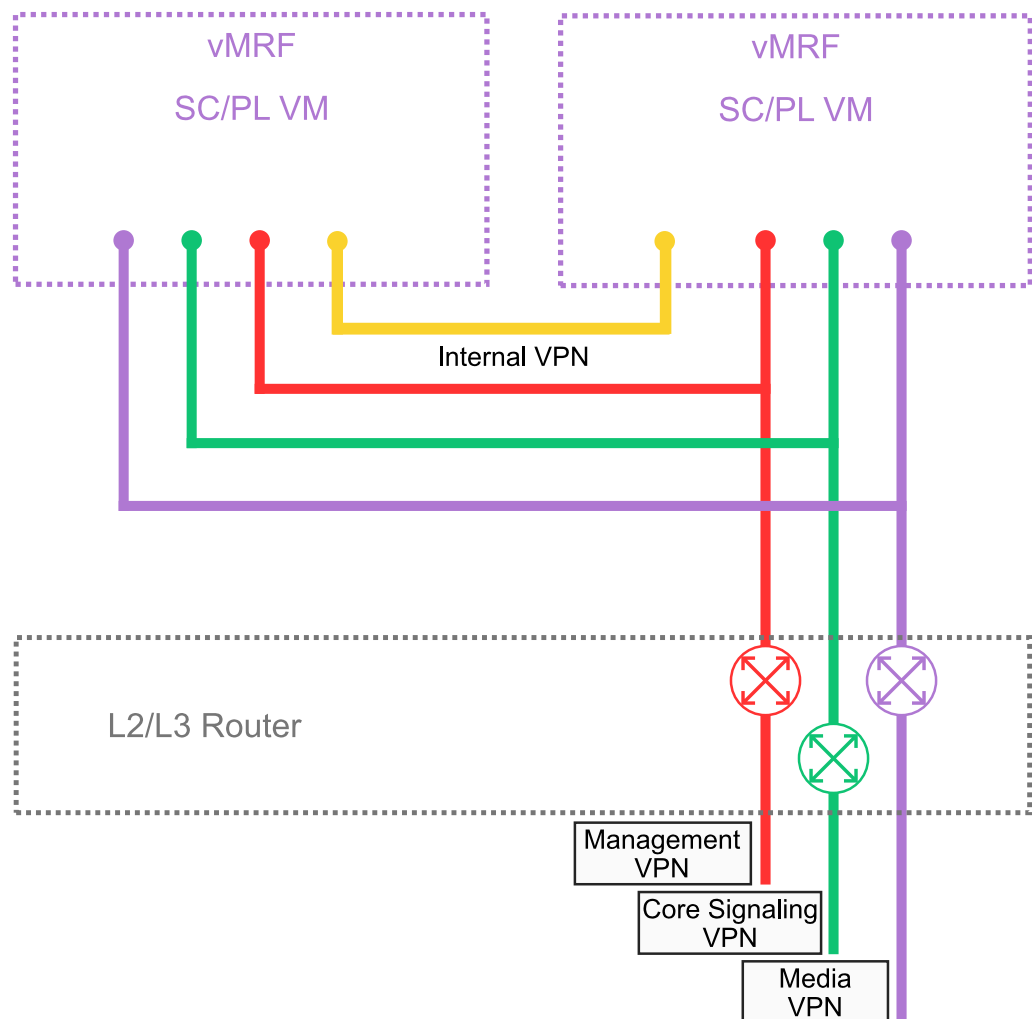 vMRF
SC/PL VM
vMRF
SC/PL VM
Internal VPN
L2/L3 Router
Management
VPN
Core Signaling
VPN
Media
VPN